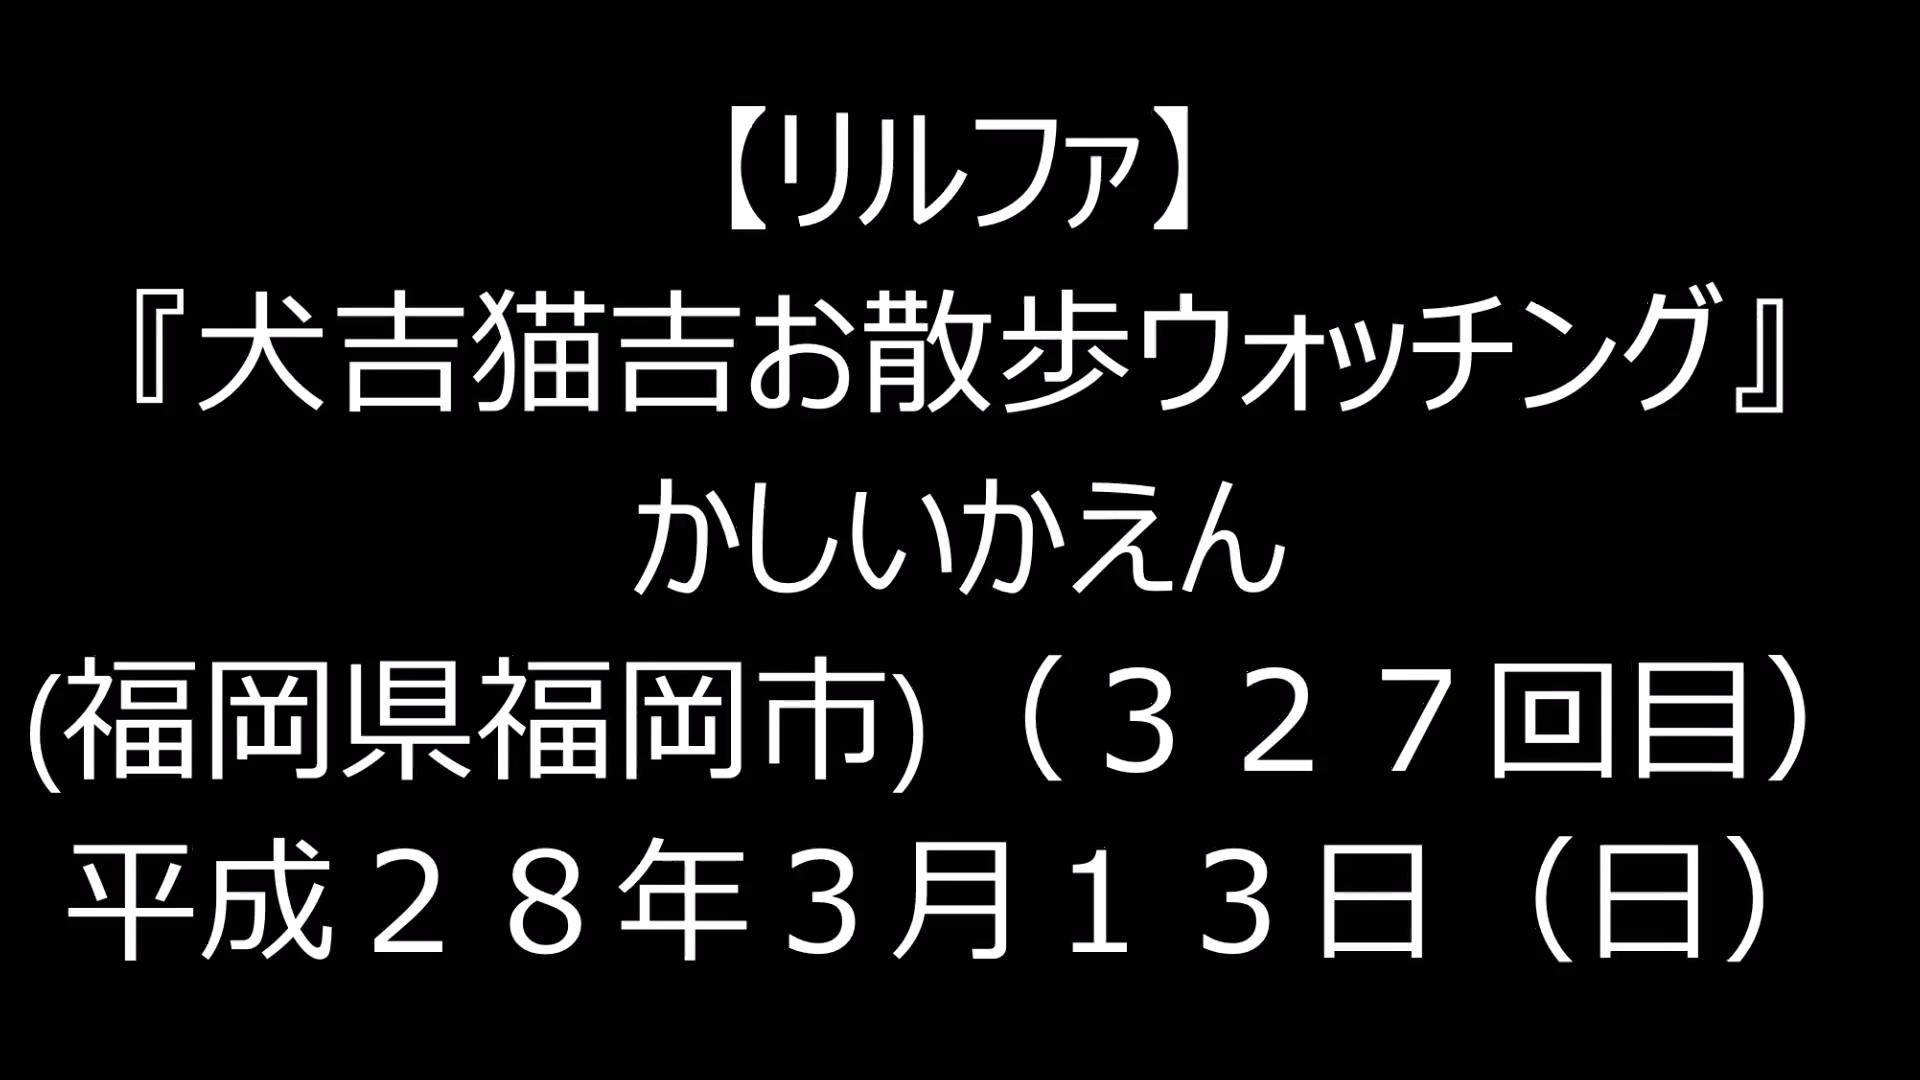 【リルファ】
『犬吉猫吉お散歩ウォッチング』
かしいかえん
(福岡県福岡市)（３２７回目）
平成２８年３月１３日（日）